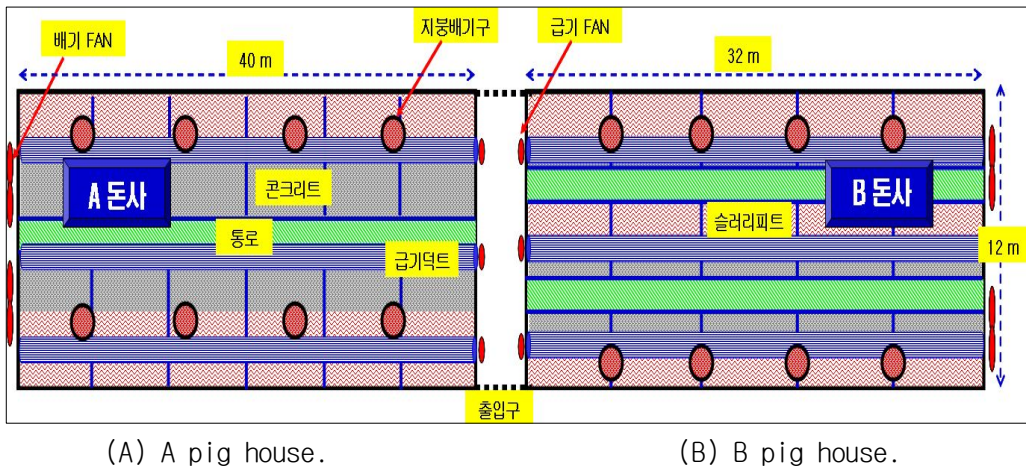 배기 FAN
지붕배기구
급기 FAN
40 m
32 m
A 돈사
콘크리트
B 돈사
통로
슬러리피트
급기덕트
12 m
출입구
(A) A pig house.
(B) B pig house.